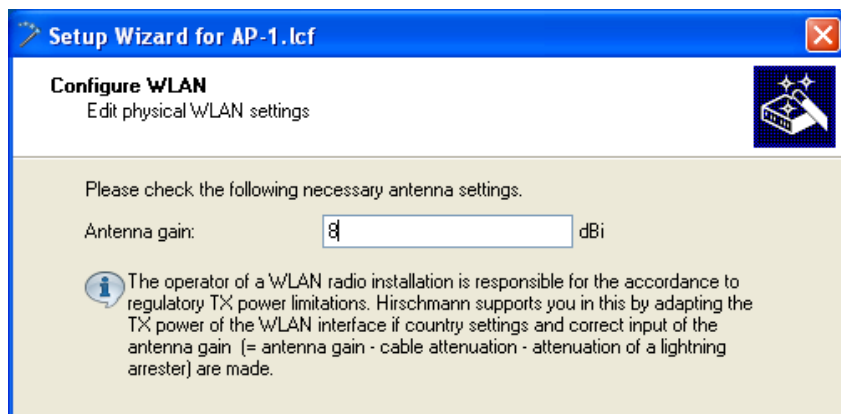 Setup Wizard for AP-1.lcf
Configure WLAN
Edit physical WLAN settings
Please check the following necessary antenna settings.
Antenna gain: 8 dBi
The operator of a WLAN radio installation is responsible for the accordance to
regulatory TX power limitations. Hirschmann supports you in this by adapting the
TX power of the WLAN interface if country settings and correct input of the
antenna gain (= antenna gain - cable attenuation - attenuation of a lightning
arrester) are made.